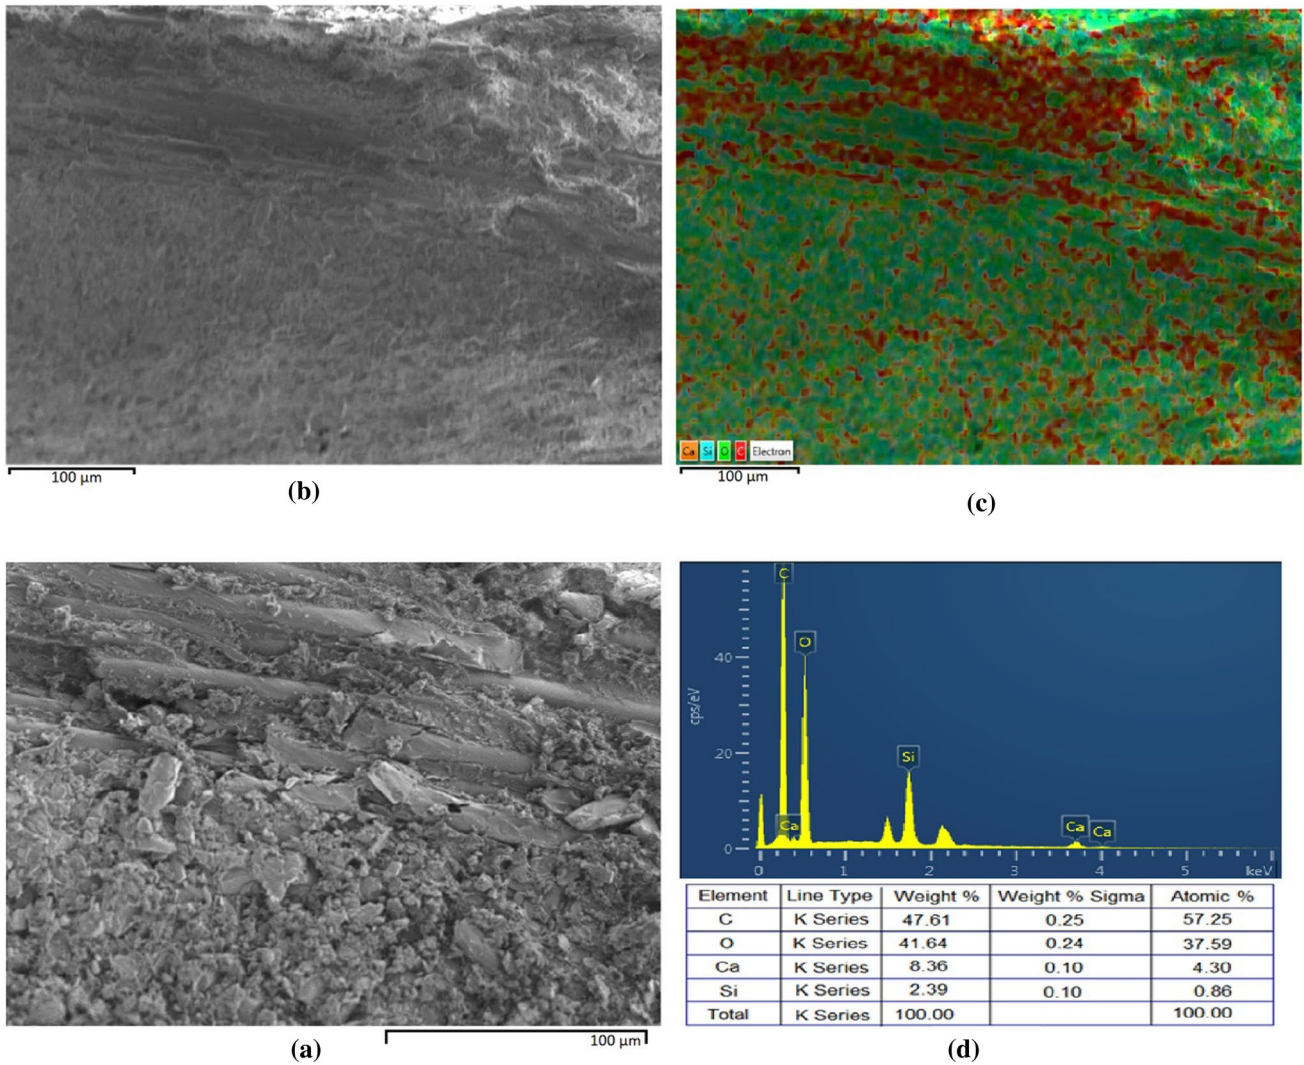 Ca Si O C Electron
100 µm
100 µm
(b)
(c)
C
O
40
cps/eV
20
Si
Ca
Ca
Ca
0
0 1 2 3 4 5 keV
Element Line Type Weight % Weight % Sigma Atomic %
C K Series 47.61 0.25 57.25
O K Series 41.64 0.24 37.59
Ca K Series 8.36 0.10 4.30
Si K Series 2.39 0.10 0.86
Total K Series 100.00 100.00
100 µm
(a)
(d)